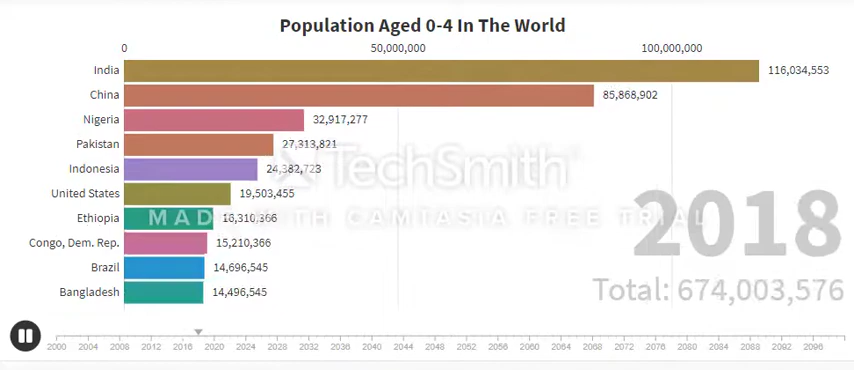 Population Aged 0-4 In The World
0 50,000,000 100,000,000
India 116,034,553
China 85,868,902
Nigeria 32,917,277
Pakistan 27,313,821
Indonesia 24,382,723
TechSmith
United States 19,503,455
Ethiopia 16,310,366
MADE WITH CAMTASIA FREE TRIAL
Congo, Dem. Rep. 15,210,366
2018
Brazil 14,696,545
Bangladesh 14,496,545
Total: 674,003,576
2000 2004 2008 2012 2016 2020 2024 2028 2032 2036 2040 2044 2048 2052 2056 2060 2064 2068 2072 2076 2080 2084 2088 2092 2096